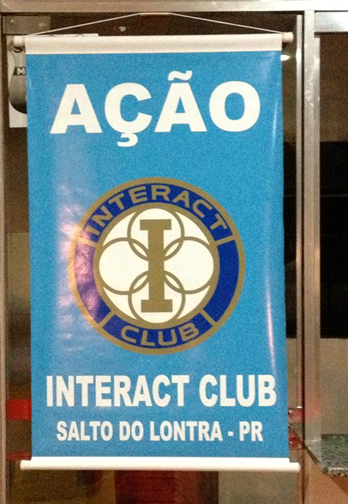 AÇÃO
INTERACT
I
CLUB
INTERACT CLUB
SALTO DO LONTRA - PR